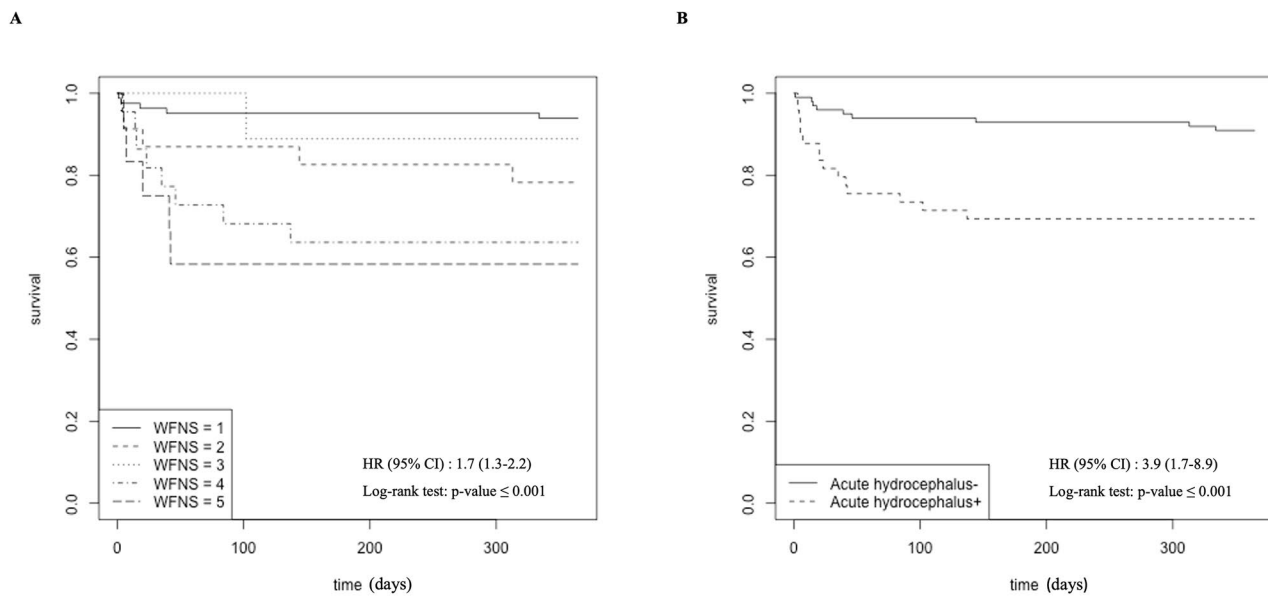 A
1.0
0.8
0.6
0.4
0.2
0.0
survival
WFNS = 1
WFNS = 2
WFNS = 3
WFNS = 4
WFNS = 5
HR (95% CI) : 1.7 (1.3-2.2)
Log-rank test: p-value ≤ 0.001
0 100 200 300
time (days)
B
1.0
0.8
0.6
0.4
0.2
0.0
survival
HR (95% CI) : 3.9 (1.7-8.9)
Acute hydrocephalus-
Acute hydrocephalus+
Log-rank test: p-value ≤ 0.001
0 100 200 300
time (days)